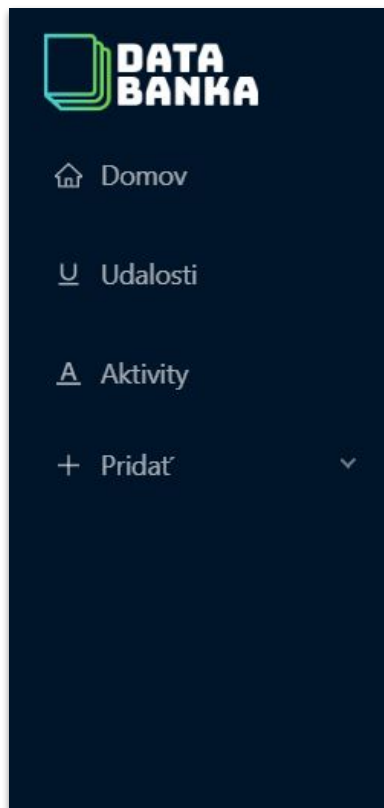 DATA
BANKA
Domov
U Udalosti
A Aktivity
+ Pridať